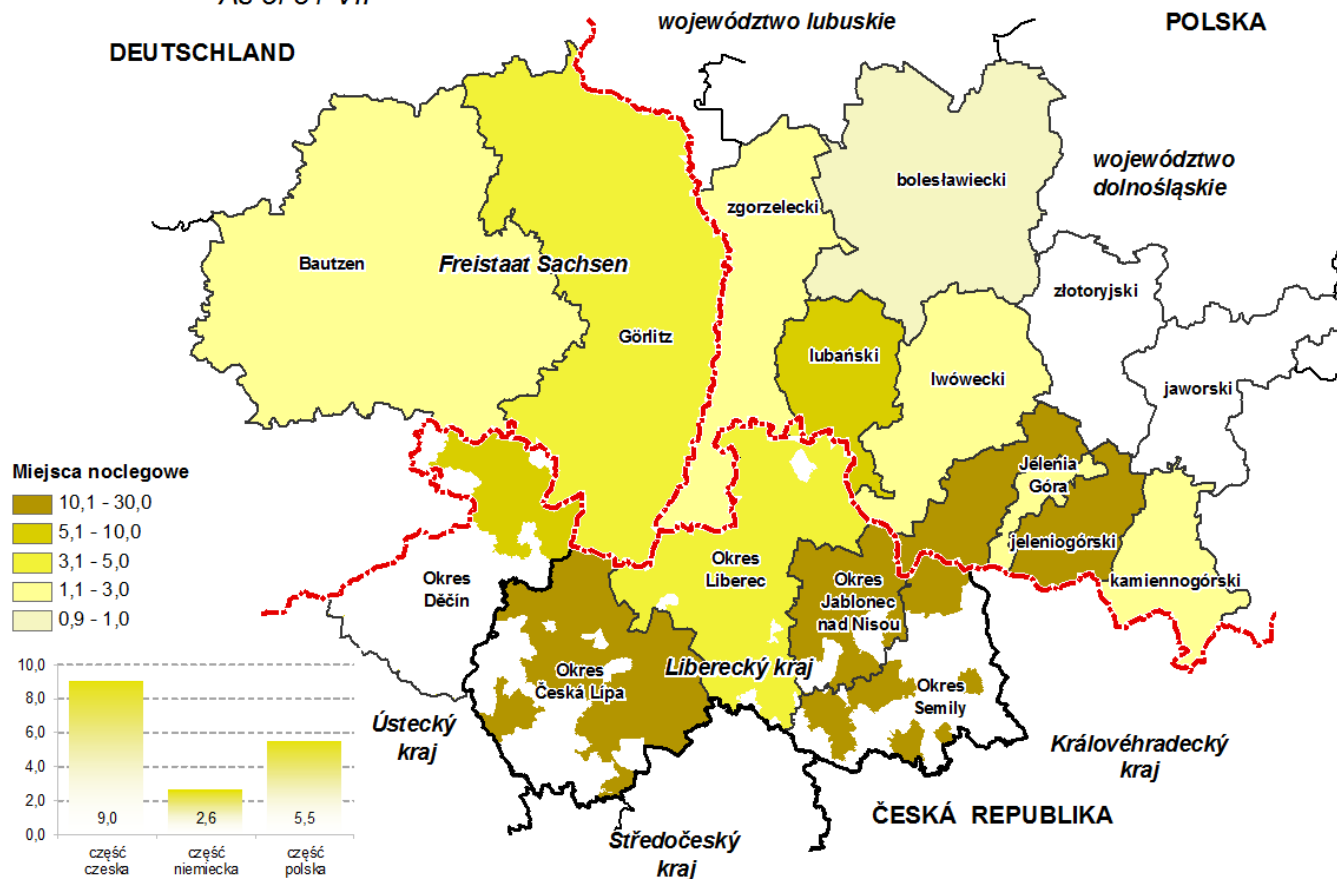 województwo lubuskie
POLSKA
DEUTSCHLAND
bolesławiecki
województwo
dolnośląskie
zgorzelecki
Bautzen
Freistaat Sachsen
złotoryjski
Görlitz
lubański
lwówecki
jaworski
Miejsca noclegowe
10,1 - 30,0
5,1 - 10,0
3,1 - 5,0
1,1 - 3,0
0,9 - 1,0
Jelenia
Góra
jeleniogórski
kamiennogórski
Okres
Děčín
Okres
Liberec
Okres
Jablonec
nad Nisou
Okres
Česká Lípa
Liberecký kraj
Okres
Semily
Ústecký
kraj
Královéhradecký
kraj
ČESKÁ REPUBLIKA
Středočeský
kraj
10,0
8,0
6,0
4,0
2,0
0,0
9,0
2,6
5,5
część
czeska
część
niemiecka
część
polska